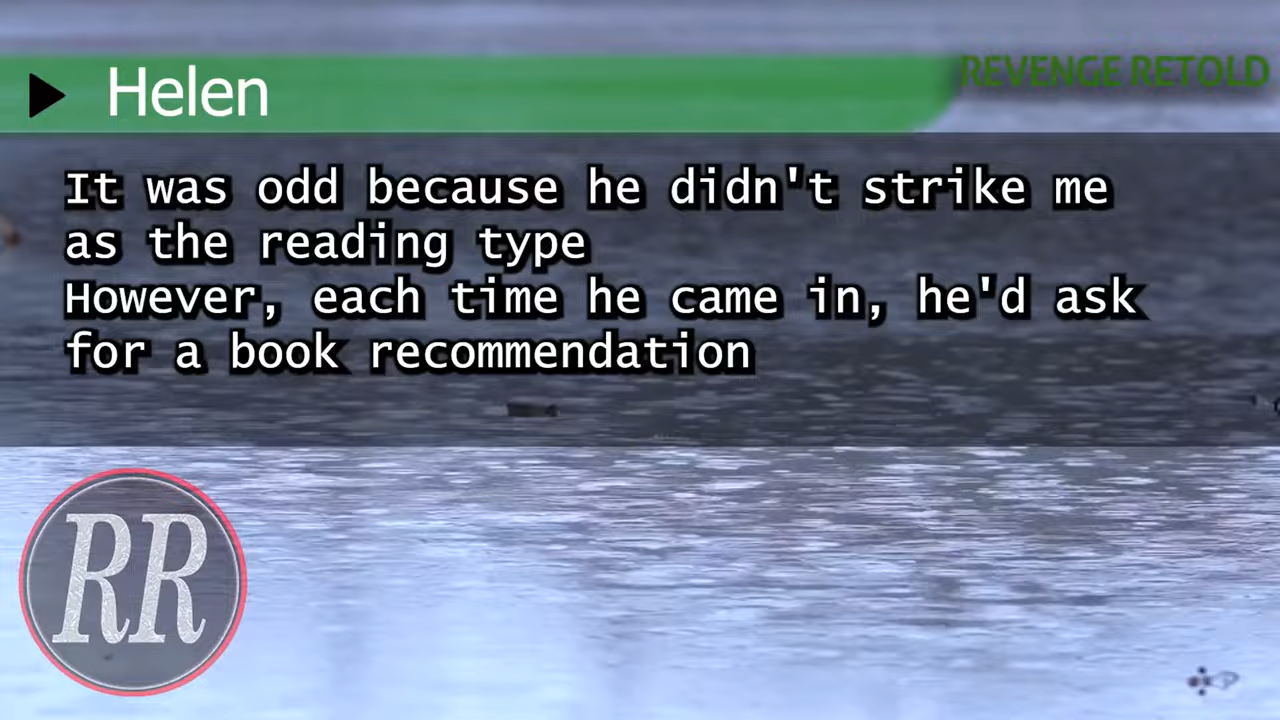 Helen
REVENGE RETOLD
It was odd because he didn't strike me
as the reading type
However, each time he came in, he'd ask
for a book recommendation
RR